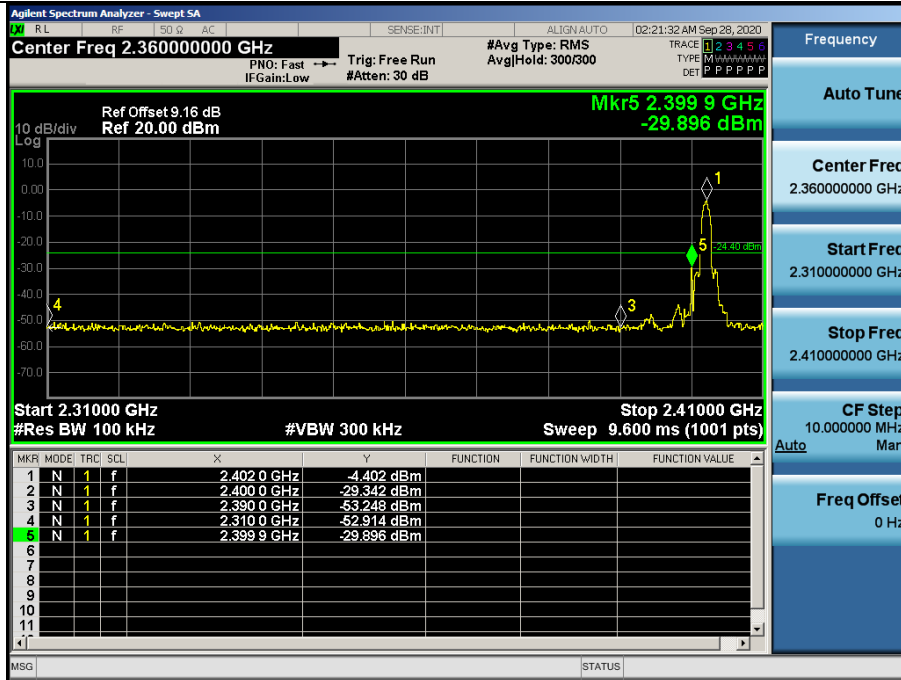 Agilent Spectrum Analyzer - Swept SA
LXI RL RF 50 Ω AC SENSE:INT ALIGN AUTO 02:21:32 AM Sep 28, 2020
Center Freq 2.360000000 GHz
PNO: Fast
IFGain:Low
Trig: Free Run
#Atten: 30 dB
#Avg Type: RMS
Avg|Hold: 300/300
TRACE 1 2 3 4 5 6
TYPE M
DET P P P P P P
Ref Offset 9.16 dB
Ref 20.00 dBm
10 dB/div
Log
Mkr5 2.399 9 GHz
-29.896 dBm
10.0
0.00
-10.0
-20.0
-30.0
-40.0
-50.0
-60.0
-70.0
1
5
-24.40 dBm
4
3
Start 2.31000 GHz Stop 2.41000 GHz
#Res BW 100 kHz #VBW 300 kHz Sweep 9.600 ms (1001 pts)
MKR MODE TRC SCL X Y FUNCTION FUNCTION WIDTH FUNCTION VALUE
1 N 1 f 2.402 0 GHz -4.402 dBm
2 N 1 f 2.400 0 GHz -29.342 dBm
3 N 1 f 2.390 0 GHz -53.248 dBm
4 N 1 f 2.310 0 GHz -52.914 dBm
5 N 1 f 2.399 9 GHz -29.896 dBm
6
7
8
9
10
11
MSG STATUS
Frequency
Auto Tune
Center Freq
2.360000000 GHz
Start Freq
2.310000000 GHz
Stop Freq
2.410000000 GHz
CF Step
10.000000 MHz
Auto Man
Freq Offset
0 Hz